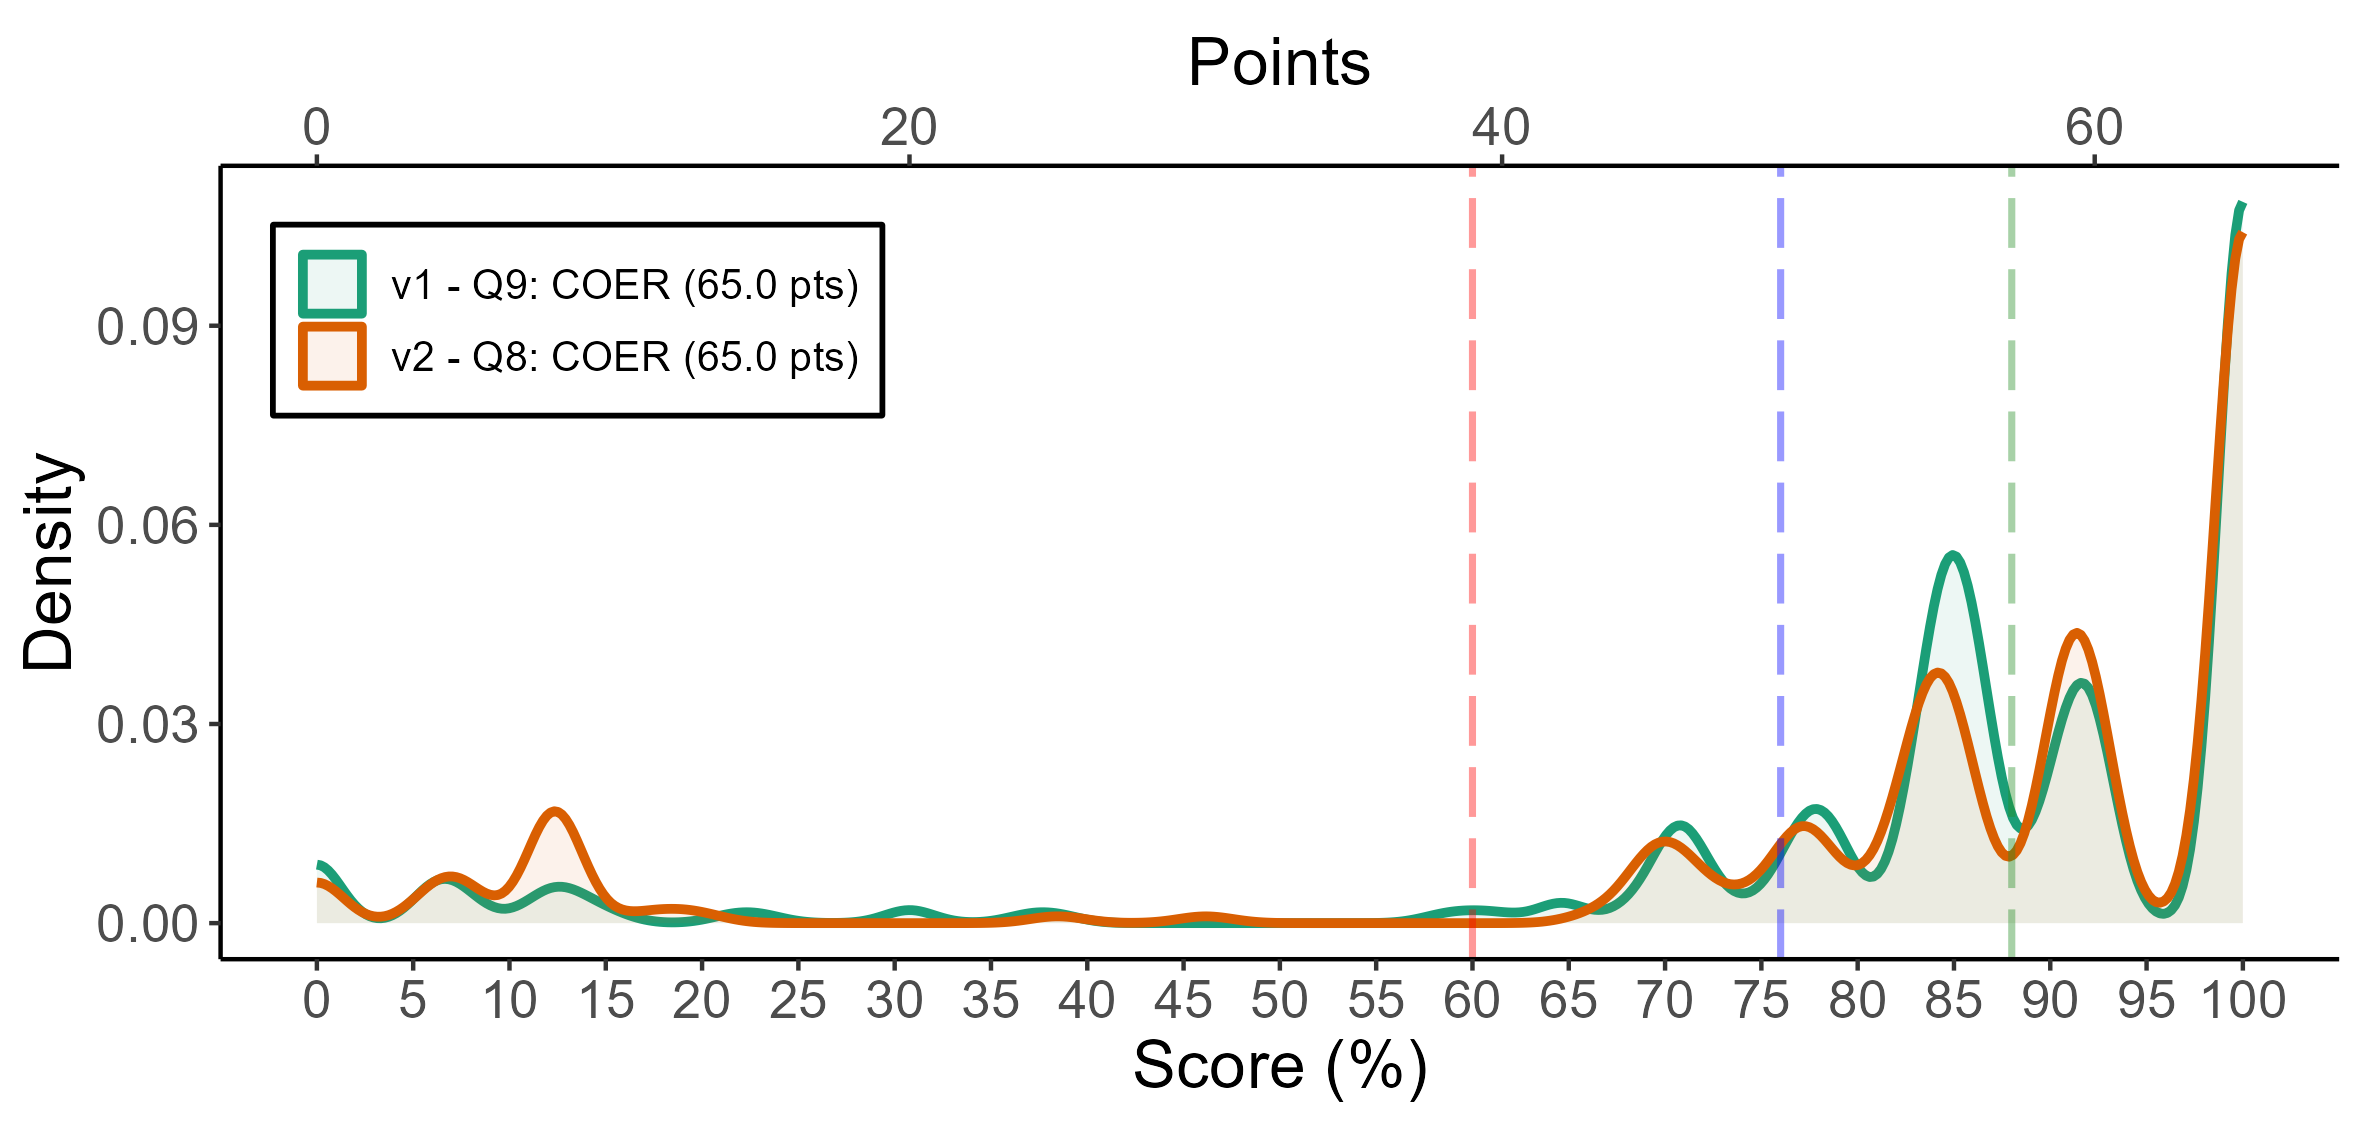 Points
0 20 40 60
v1 - Q9: COER (65.0 pts)
v2 - Q8: COER (65.0 pts)
Density
0.09
0.06
0.03
0.00
0 5 10 15 20 25 30 35 40 45 50 55 60 65 70 75 80 85 90 95 100
Score (%)